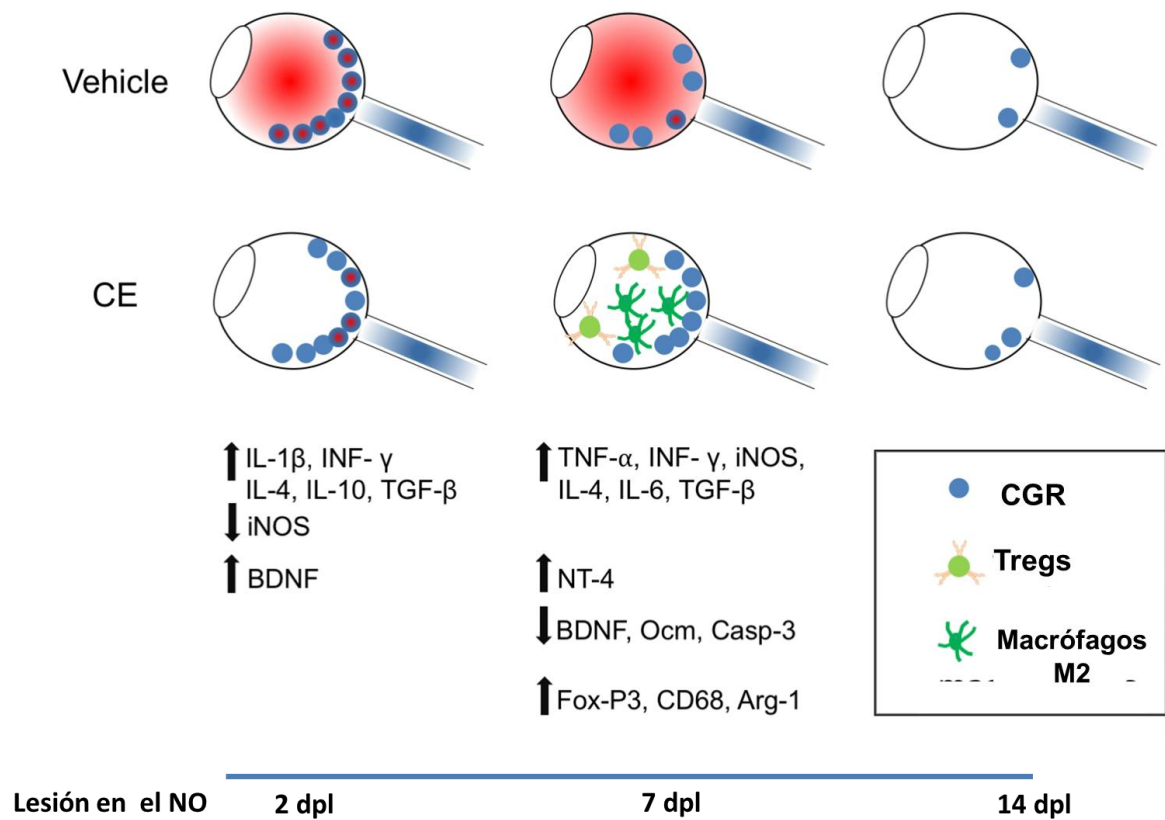 Vehicle
CE
IL-1β, INF- γ
IL-4, IL-10, TGF-β
iNOS
BDNF
TNF-α, INF- γ, iNOS,
IL-4, IL-6, TGF-β
NT-4
BDNF, Ocm, Casp-3
Fox-P3, CD68, Arg-1
CGR
Tregs
Macrófagos
M2
Lesión en  el NO
2 dpl
7 dpl
14 dpl